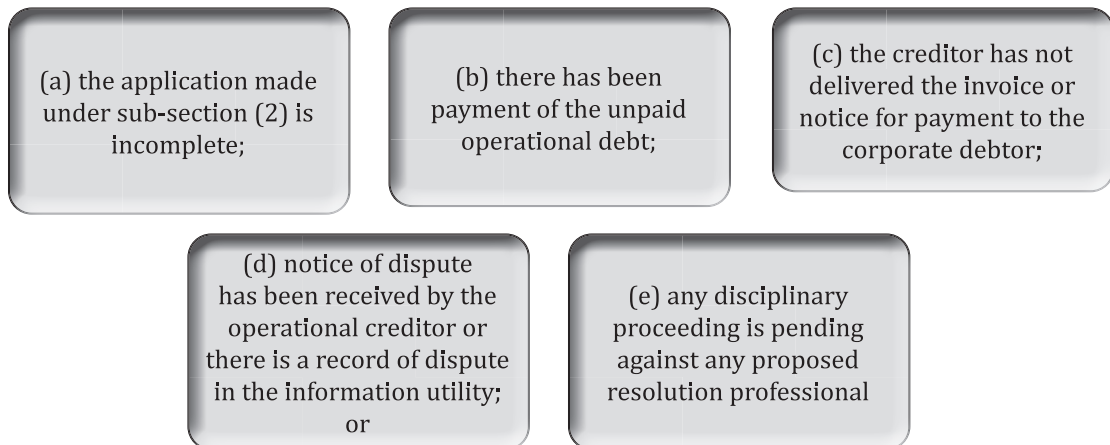 (a) the application made
under sub-section (2) is
incomplete;
(b) there has been
payment of the unpaid
operational debt;
(c) the creditor has not
delivered the invoice or
notice for payment to the
corporate debtor;
(d) notice of dispute
has been received by the
operational creditor or
there is a record of dispute
in the information utility;
or
(e) any disciplinary
proceeding is pending
against any proposed
resolution professional